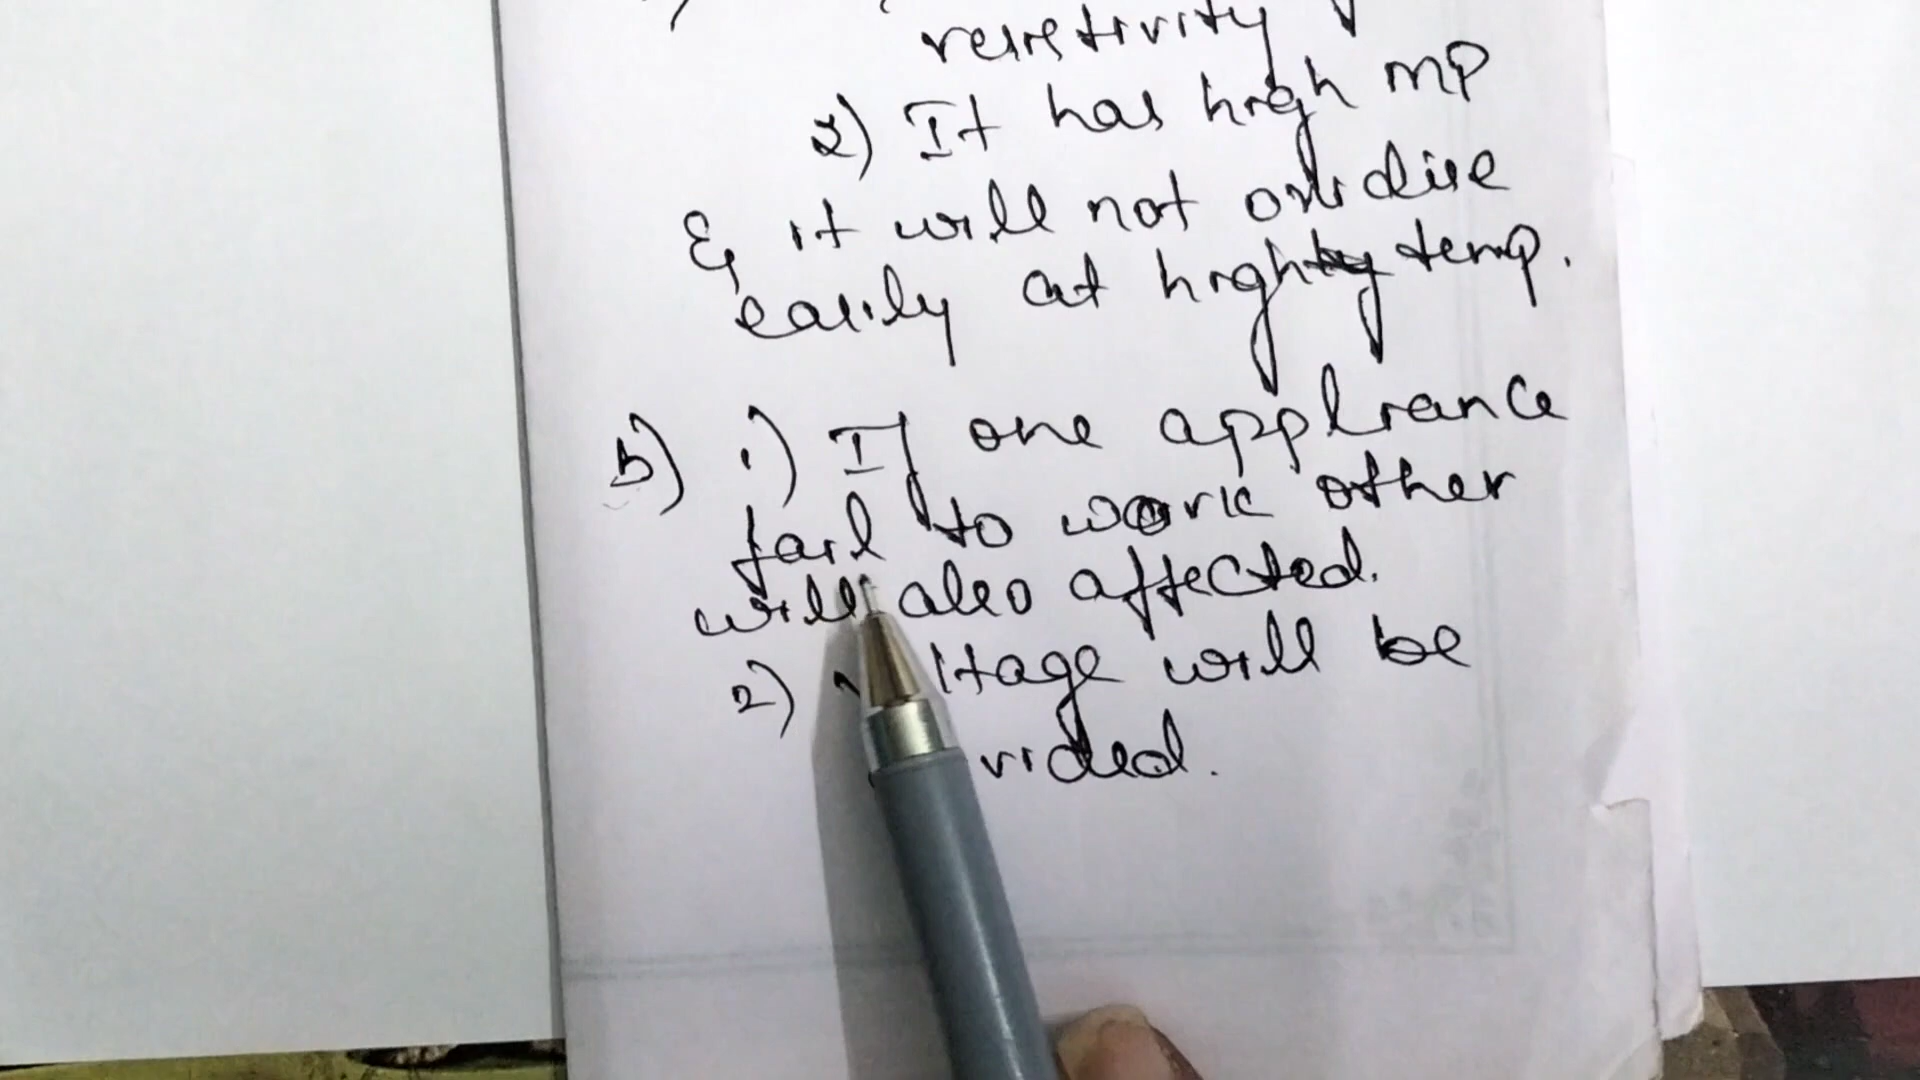 resistivity
2) It has high mp
& it will not oxidise
easily at high temp.
b) i) If one appliance
fail to work other
will also affected.
2) voltage will be
vided.